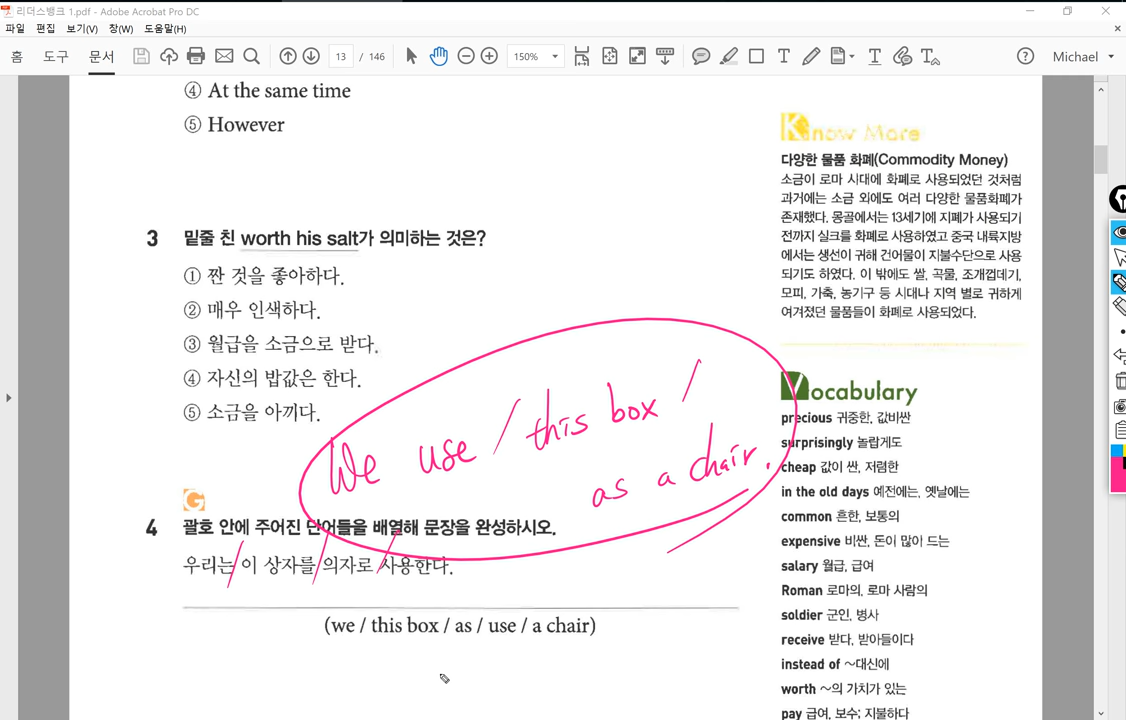 리더스뱅크 1.pdf - Adobe Acrobat Pro DC
파일 편집 보기(V) 창(W) 도움말(H)
홈 도구 문서 13 / 146 150% Michael
④ At the same time
⑤ However
3 밑줄 친 worth his salt가 의미하는 것은?
① 짠 것을 좋아하다.
② 매우 인색하다.
③ 월급을 소금으로 받다.
④ 자신의 밥값은 한다.
⑤ 소금을 아끼다.
We use / this box /
as a chair.
G
4 괄호 안에 주어진 단어들을 배열해 문장을 완성하시오.
우리는 / 이 상자를 / 의자로 / 사용한다.
(we / this box / as / use / a chair)
Know More
다양한 물품 화폐(Commodity Money)
소금이 로마 시대에 화폐로 사용되었던 것처럼
과거에는 소금 외에도 여러 다양한 물품화폐가
존재했다. 몽골에서는 13세기에 지폐가 사용되기
전까지 실크를 화폐로 사용하였고 중국 내륙지방
에서는 생선이 귀해 건어물이 지불수단으로 사용
되기도 하였다. 이 밖에도 쌀, 곡물, 조개껍데기,
모피, 가축, 농기구 등 시대나 지역 별로 귀하게
여겨졌던 물품들이 화폐로 사용되었다.
Vocabulary
precious 귀중한, 값비싼
surprisingly 놀랍게도
cheap 값이 싼, 저렴한
in the old days 예전에는, 옛날에는
common 흔한, 보통의
expensive 비싼, 돈이 많이 드는
salary 월급, 급여
Roman 로마의, 로마 사람의
soldier 군인, 병사
receive 받다, 받아들이다
instead of ~대신에
worth ~의 가치가 있는
pay 급여, 보수; 지불하다